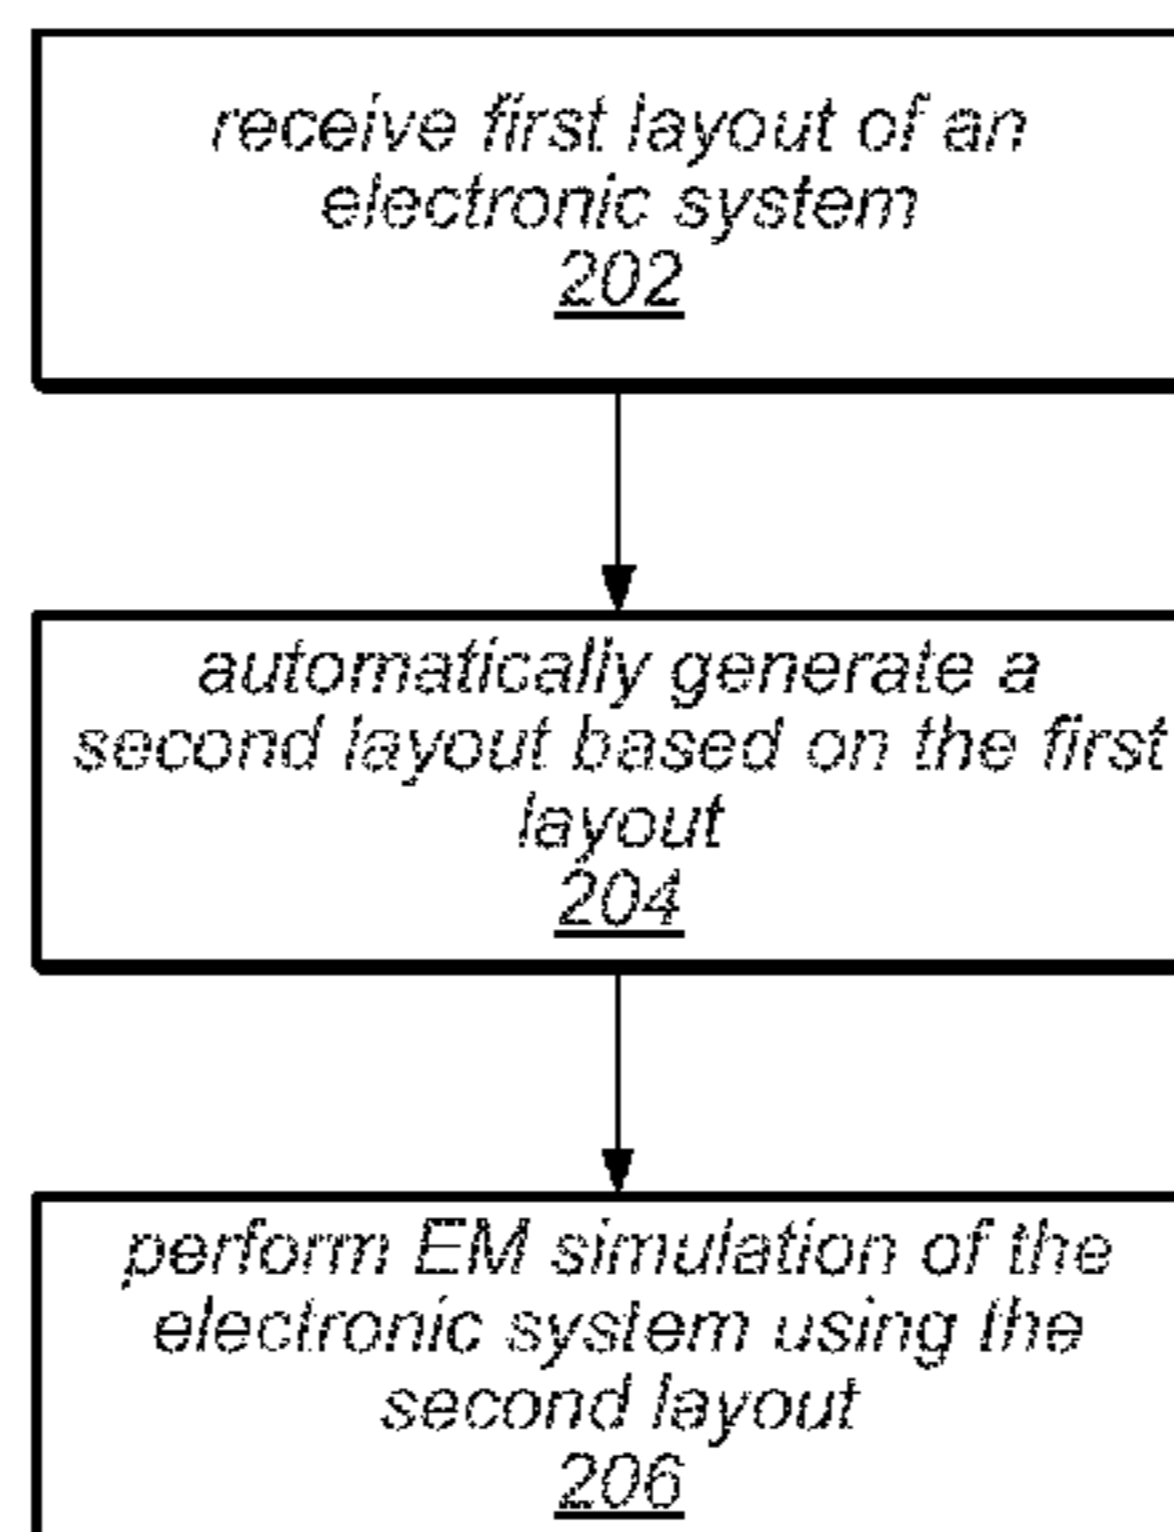 receive first layout of an
electronic system
202
automatically generate a
second layout based on the first
layout
204
perform EM simulation of the
electronic system using the
second layout
206